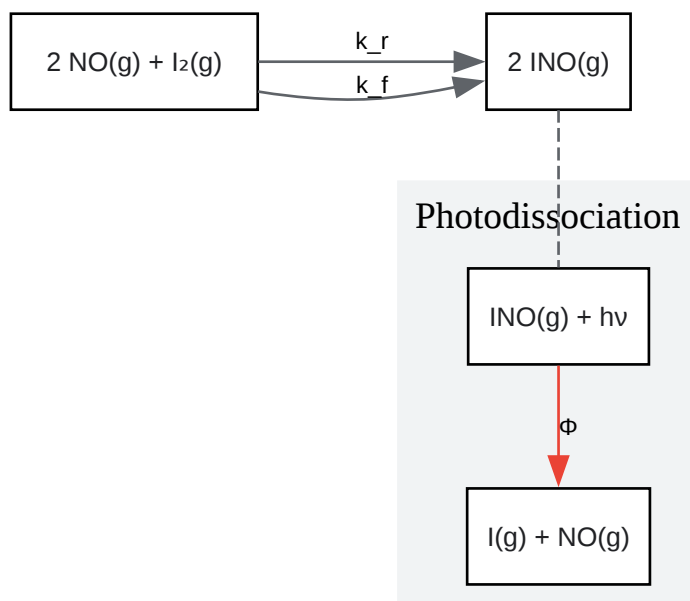 2 NO(g) + I₂(g)
k_r
k_f
2 INO(g)
Photodissociation
INO(g) + hν
Φ
I(g) + NO(g)